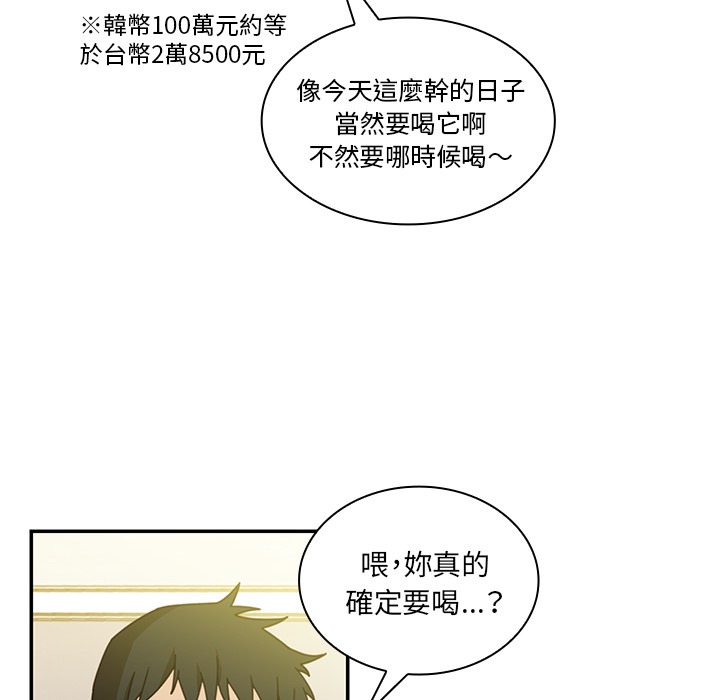 ※韓幣100萬元約等
於台幣2萬8500元
像今天這麼幹的日子
當然要喝它啊
不然要哪時候喝～
喂，妳真的
確定要喝...？